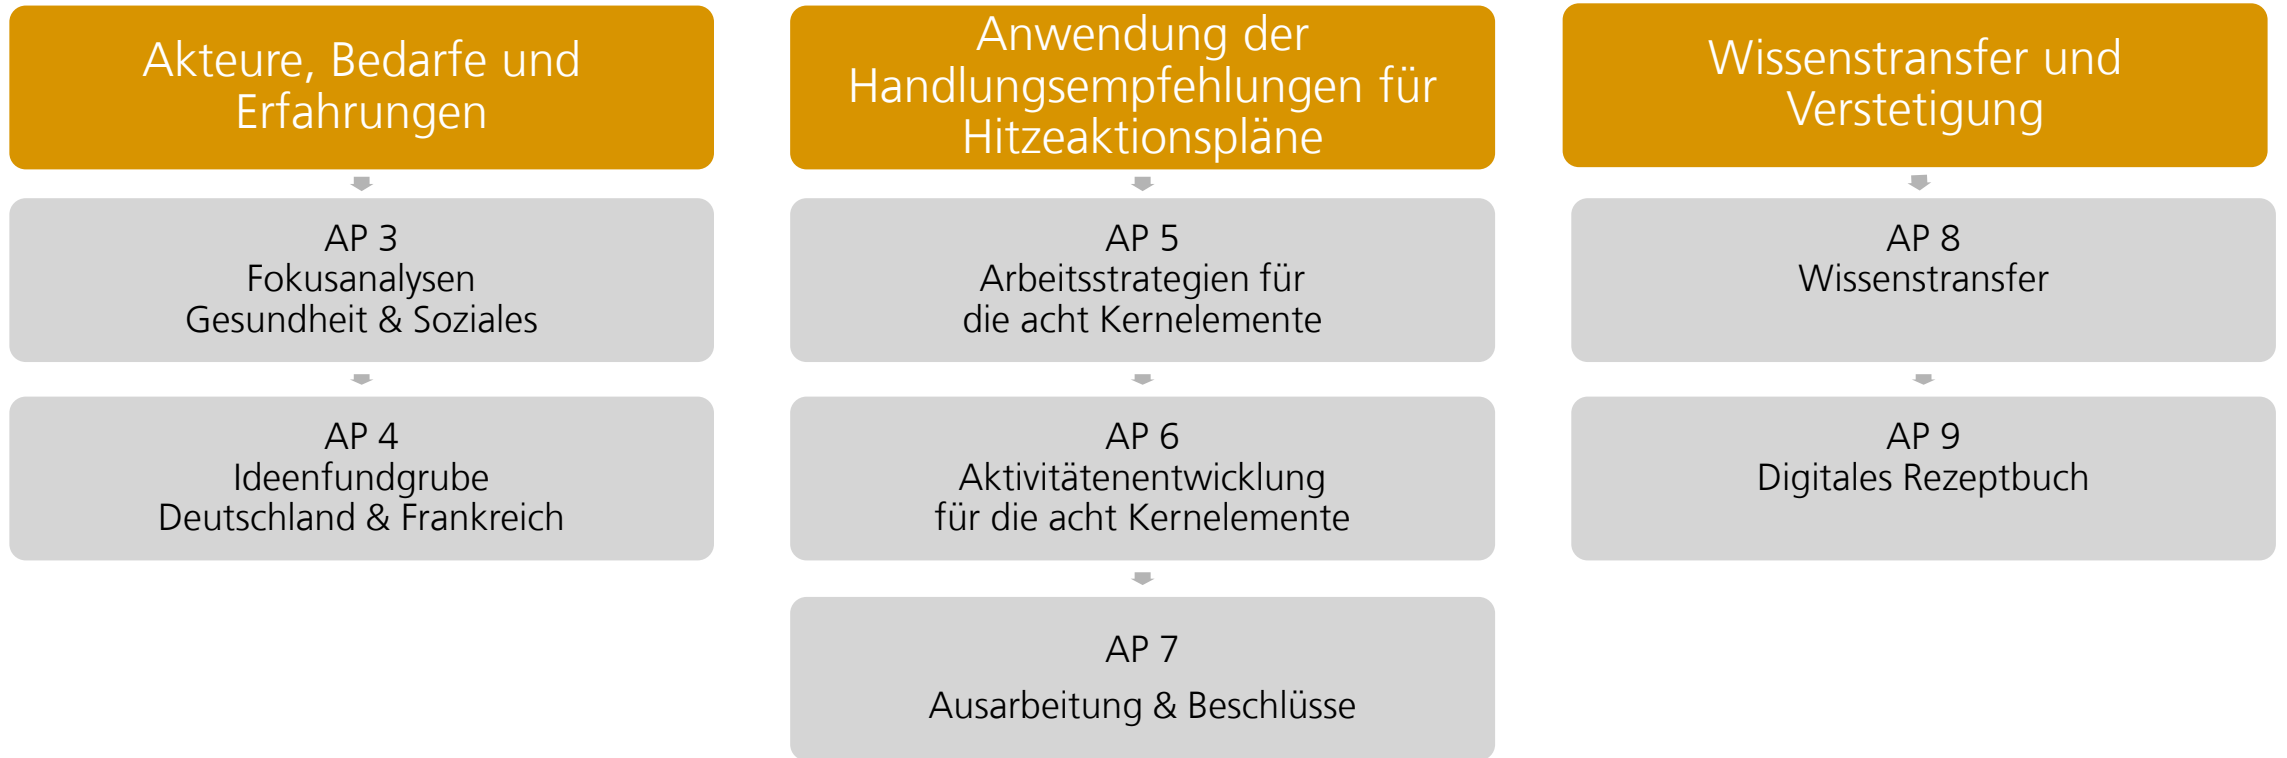 Akteure, Bedarfe und
Erfahrungen
AP 3
Fokusanalysen
Gesundheit & Soziales
AP 4
Ideenfundgrube
Deutschland & Frankreich
Anwendung der
Handlungsempfehlungen für
Hitzeaktionspläne
AP 5
Arbeitsstrategien für
die acht Kernelemente
AP 6
Aktivitätenentwicklung
für die acht Kernelemente
AP 7
Ausarbeitung & Beschlüsse
Wissenstransfer und
Verstetigung
AP 8
Wissenstransfer
AP 9
Digitales Rezeptbuch